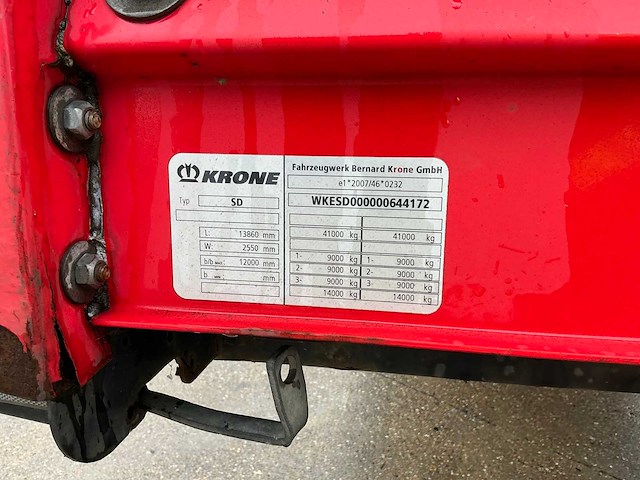 KRONE
Typ SD
L: 13860 mm
W: 2550 mm
b/b max.: 12000 mm
b mm
Fahrzeugwerk Bernard Krone GmbH
e1*2007/46*0232
WKESD000000644172
41000 kg 41000 kg
1- 9000 kg 1- 9000 kg
2- 9000 kg 2- 9000 kg
3- 9000 kg 3- 9000 kg
14000 kg 14000 kg